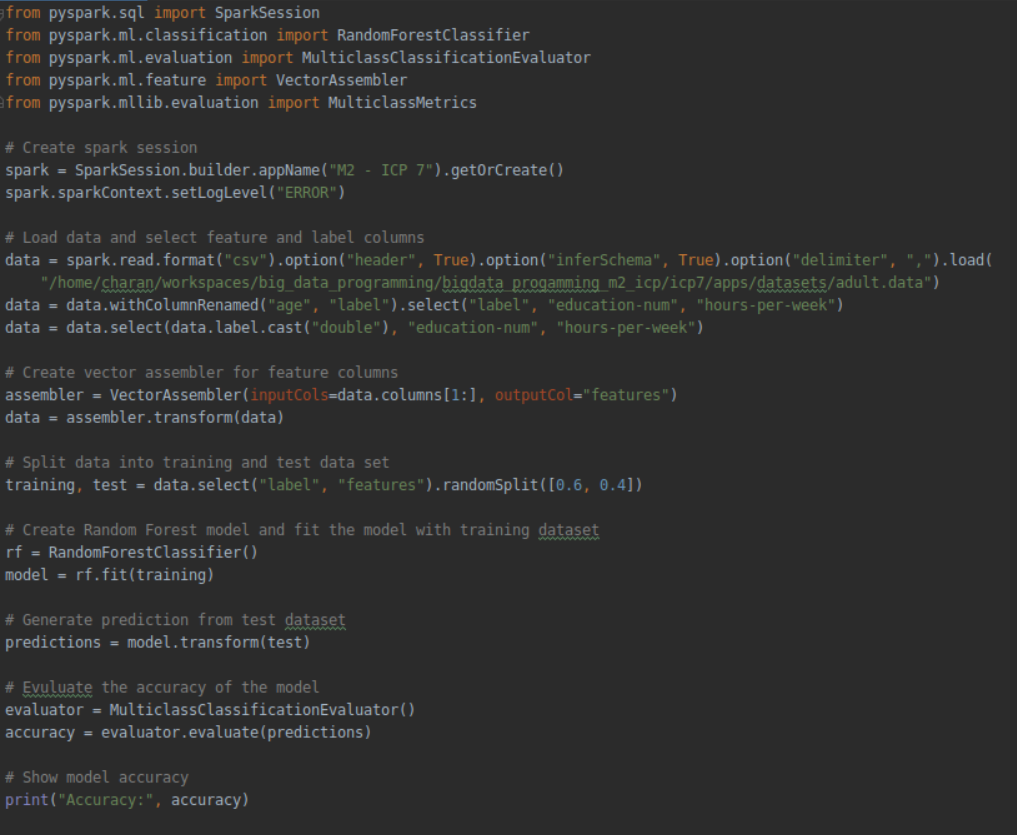 from pyspark.sql import SparkSession
from pyspark.ml.classification import RandomForestClassifier
from pyspark.ml.evaluation import MulticlassClassificationEvaluator
from pyspark.ml.feature import VectorAssembler
from pyspark.mllib.evaluation import MulticlassMetrics

# Create spark session
spark = SparkSession.builder.appName("M2 - ICP 7").getOrCreate()
spark.sparkContext.setLogLevel("ERROR")

# Load data and select feature and label columns
data = spark.read.format("csv").option("header", True).option("inferSchema", True).option("delimiter", ",").load(
    "/home/charan/workspaces/big_data_programming/bigdata_progamming_m2_icp/icp7/apps/datasets/adult.data")
data = data.withColumnRenamed("age", "label").select("label", "education-num", "hours-per-week")
data = data.select(data.label.cast("double"), "education-num", "hours-per-week")

# Create vector assembler for feature columns
assembler = VectorAssembler(inputCols=data.columns[1:], outputCol="features")
data = assembler.transform(data)

# Split data into training and test data set
training, test = data.select("label", "features").randomSplit([0.6, 0.4])

# Create Random Forest model and fit the model with training dataset
rf = RandomForestClassifier()
model = rf.fit(training)

# Generate prediction from test dataset
predictions = model.transform(test)

# Evuluate the accuracy of the model
evaluator = MulticlassClassificationEvaluator()
accuracy = evaluator.evaluate(predictions)

# Show model accuracy
print("Accuracy:", accuracy)